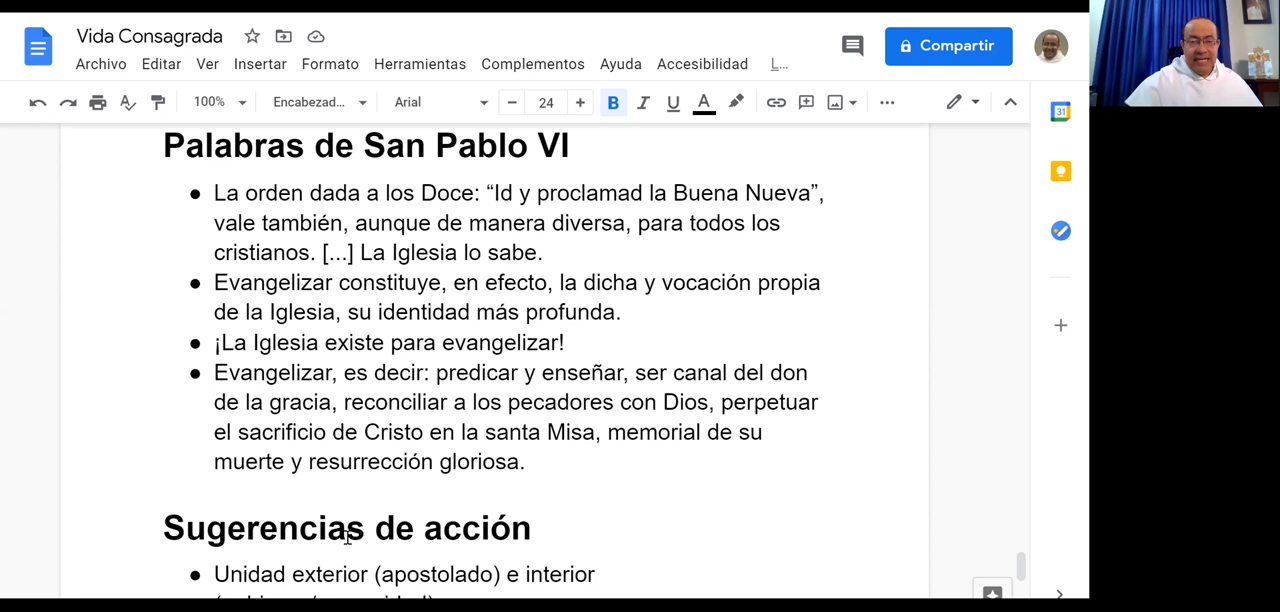 Vida Consagrada
Archivo Editar Ver Insertar Formato Herramientas Complementos Ayuda Accesibilidad L...
Compartir
100% Encabezad... Arial 24 B I U A
31
Palabras de San Pablo VI
● La orden dada a los Doce: “Id y proclamad la Buena Nueva”,
vale también, aunque de manera diversa, para todos los
cristianos. [...] La Iglesia lo sabe.
● Evangelizar constituye, en efecto, la dicha y vocación propia
de la Iglesia, su identidad más profunda.
● ¡La Iglesia existe para evangelizar!
● Evangelizar, es decir: predicar y enseñar, ser canal del don
de la gracia, reconciliar a los pecadores con Dios, perpetuar
el sacrificio de Cristo en la santa Misa, memorial de su
muerte y resurrección gloriosa.
Sugerencias de acción
● Unidad exterior (apostolado) e interior